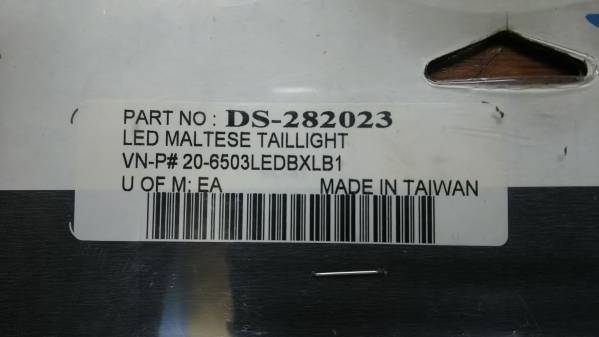 PART NO : DS-282023
LED MALTESE TAILLIGHT
VN-P# 20-6503LEDBXLB1
U OF M: EA MADE IN TAIWAN